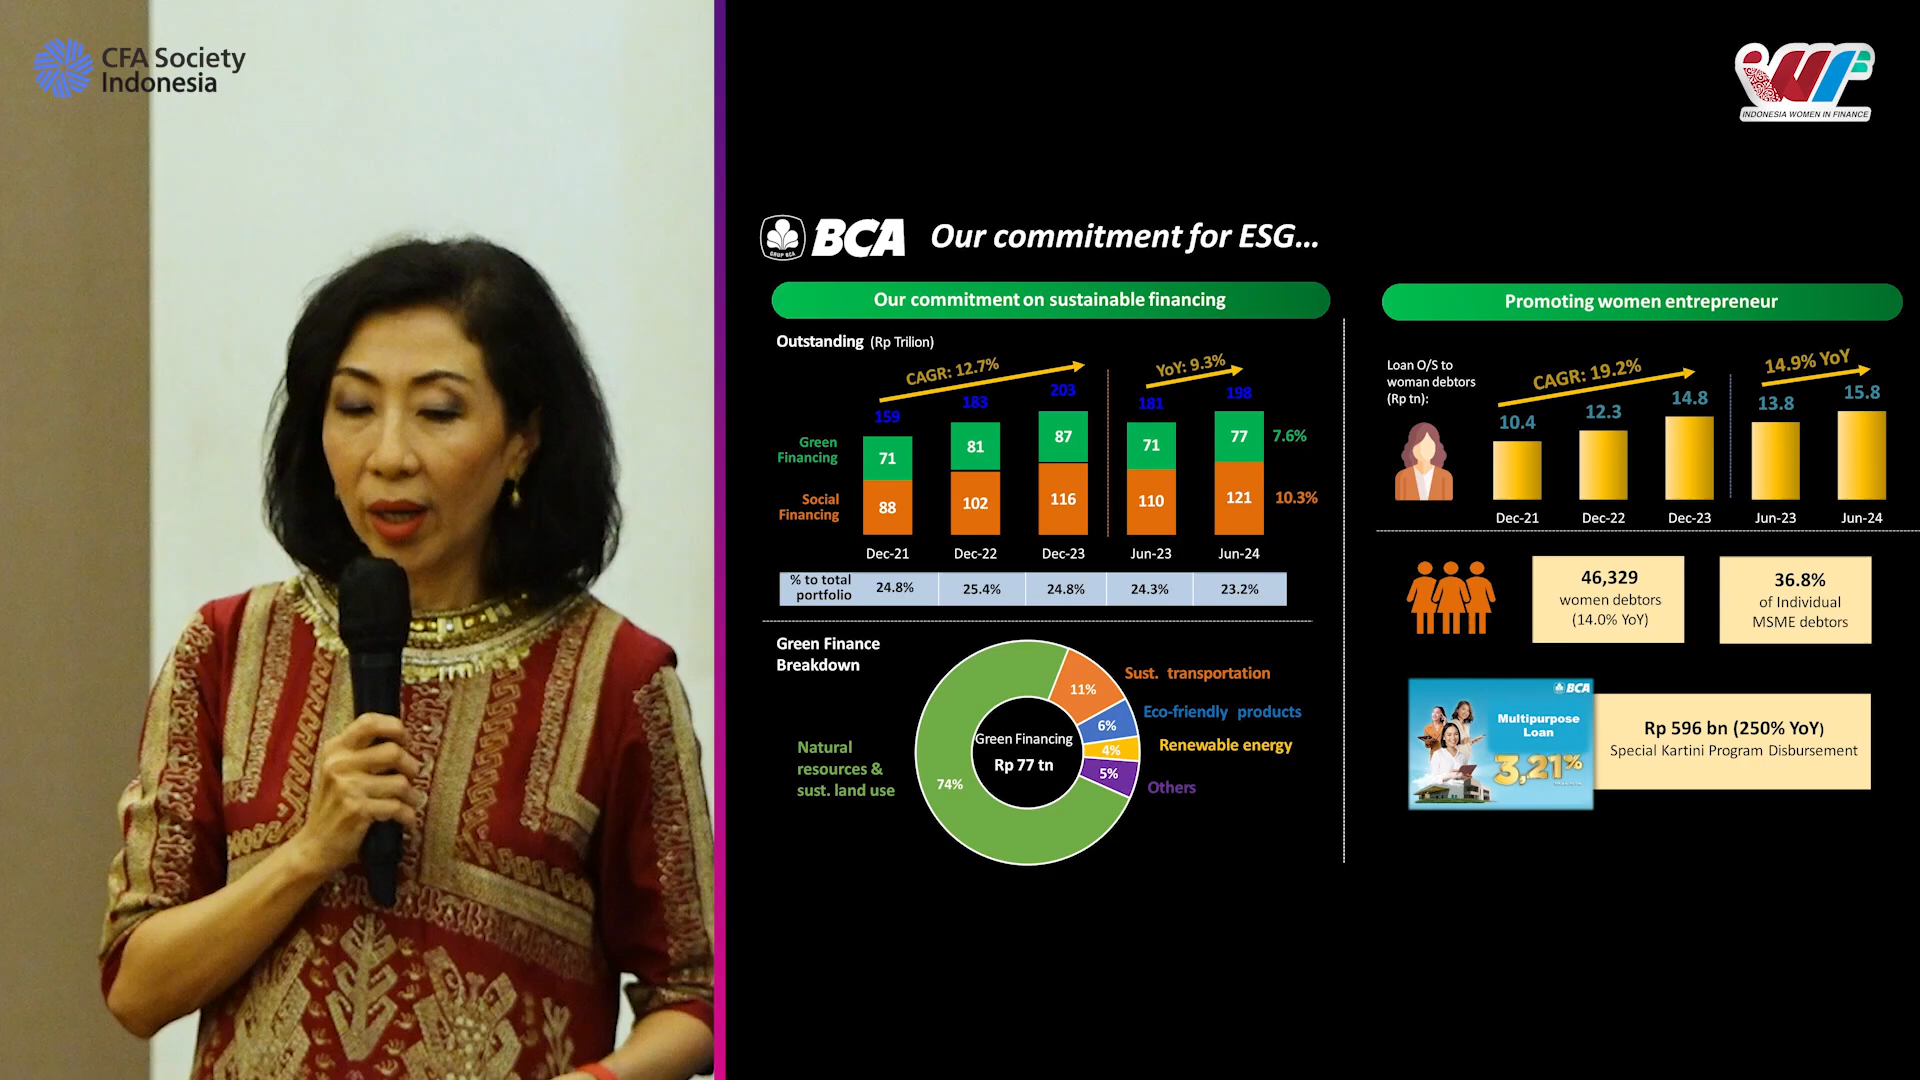 CFA Society
Indonesia
INDONESIA WOMEN IN FINANCE
BCA
GRUP BCA
Our commitment for ESG...
Our commitment on sustainable financing
Outstanding (Rp Trilion)
CAGR: 12.7%
YoY: 9.3%
159
183
203
181
198
Green
Financing
71
81
87
71
77
7.6%
Social
Financing
88
102
116
110
121
10.3%
Dec-21
Dec-22
Dec-23
Jun-23
Jun-24
% to total
portfolio
24.8%
25.4%
24.8%
24.3%
23.2%
Green Finance
Breakdown
Natural
resources &
sust. land use
74%
11%
6%
4%
5%
Green Financing
Rp 77 tn
Sust. transportation
Eco-friendly products
Renewable energy
Others
Promoting women entrepreneur
Loan O/S to
woman debtors
(Rp tn):
CAGR: 19.2%
14.9% YoY
10.4
12.3
14.8
13.8
15.8
Dec-21
Dec-22
Dec-23
Jun-23
Jun-24
46,329
women debtors
(14.0% YoY)
36.8%
of Individual
MSME debtors
BCA
Multipurpose
Loan
3,21%
Rp 596 bn (250% YoY)
Special Kartini Program Disbursement